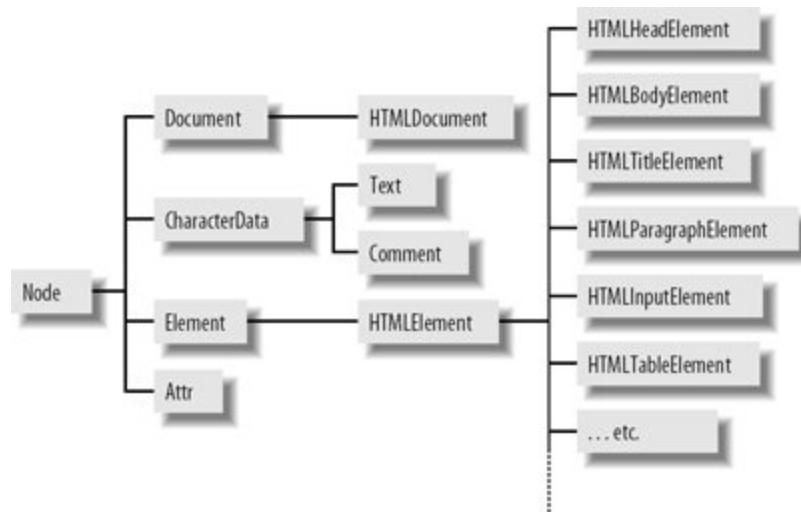 HTMLHeadElement
HTMLBodyElement
Document
HTMLDocument
HTMLTitleElement
Text
CharacterData
HTMLParagraphElement
Comment
Node
HTMLInputElement
Element
HTMLElement
HTMLTableElement
Attr
. . . etc.